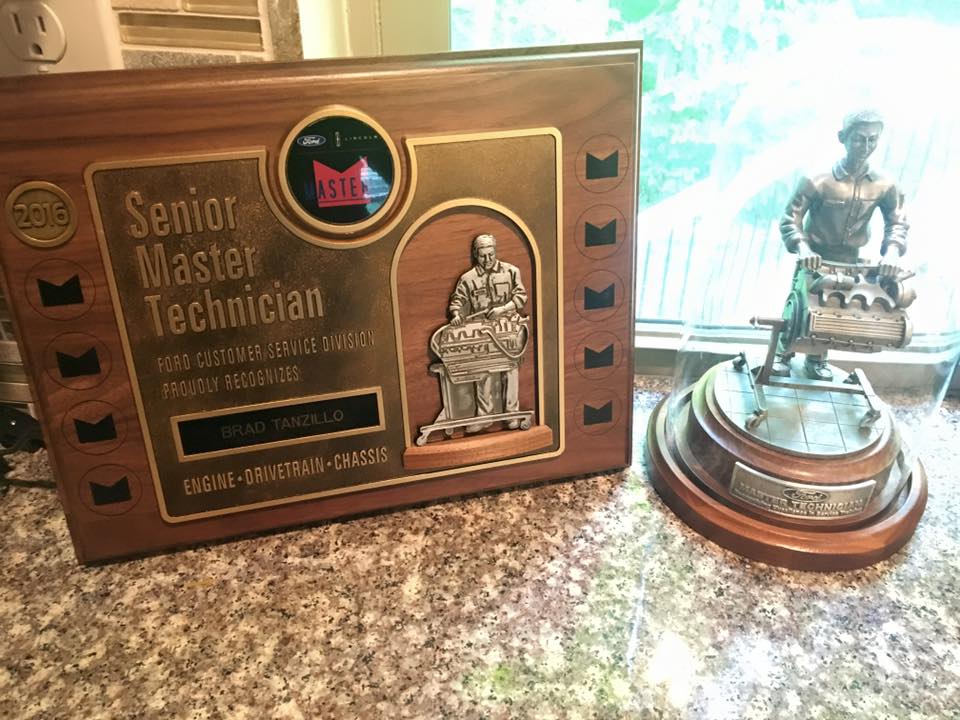 2016
Ford LINCOLN
MASTER
Senior
Master
Technician
FORD CUSTOMER SERVICE DIVISION
PROUDLY RECOGNIZES
BRAD TANZILLO
ENGINE • DRIVETRAIN • CHASSIS
Ford
MASTER TECHNICIAN